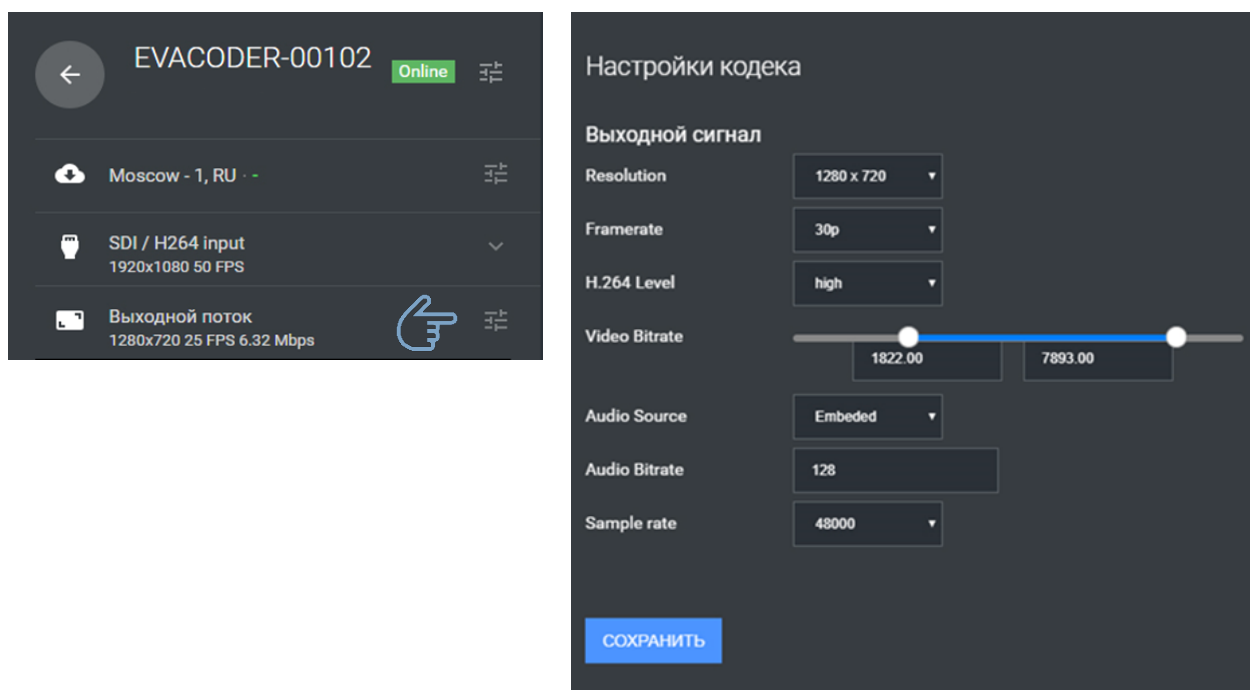 EVACODER-00102
Online
Moscow - 1, RU · -
SDI / H264 input
1920x1080 50 FPS
Выходной поток
1280x720 25 FPS 6.32 Mbps
Настройки кодека
Выходной сигнал
Resolution 1280 x 720
Framerate 30p
H.264 Level high
Video Bitrate
1822.00 7893.00
Audio Source Embeded
Audio Bitrate 128
Sample rate 48000
СОХРАНИТЬ